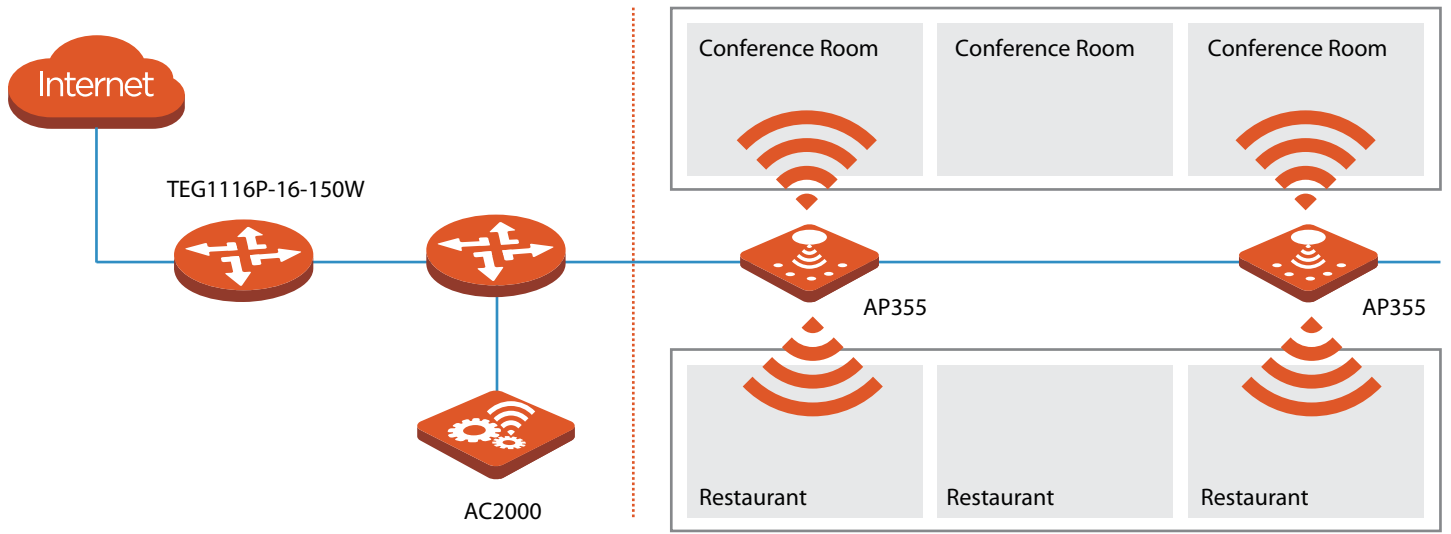 Internet
TEG1116P-16-150W
AC2000
Conference Room
Conference Room
Conference Room
AP355
AP355
Restaurant
Restaurant
Restaurant